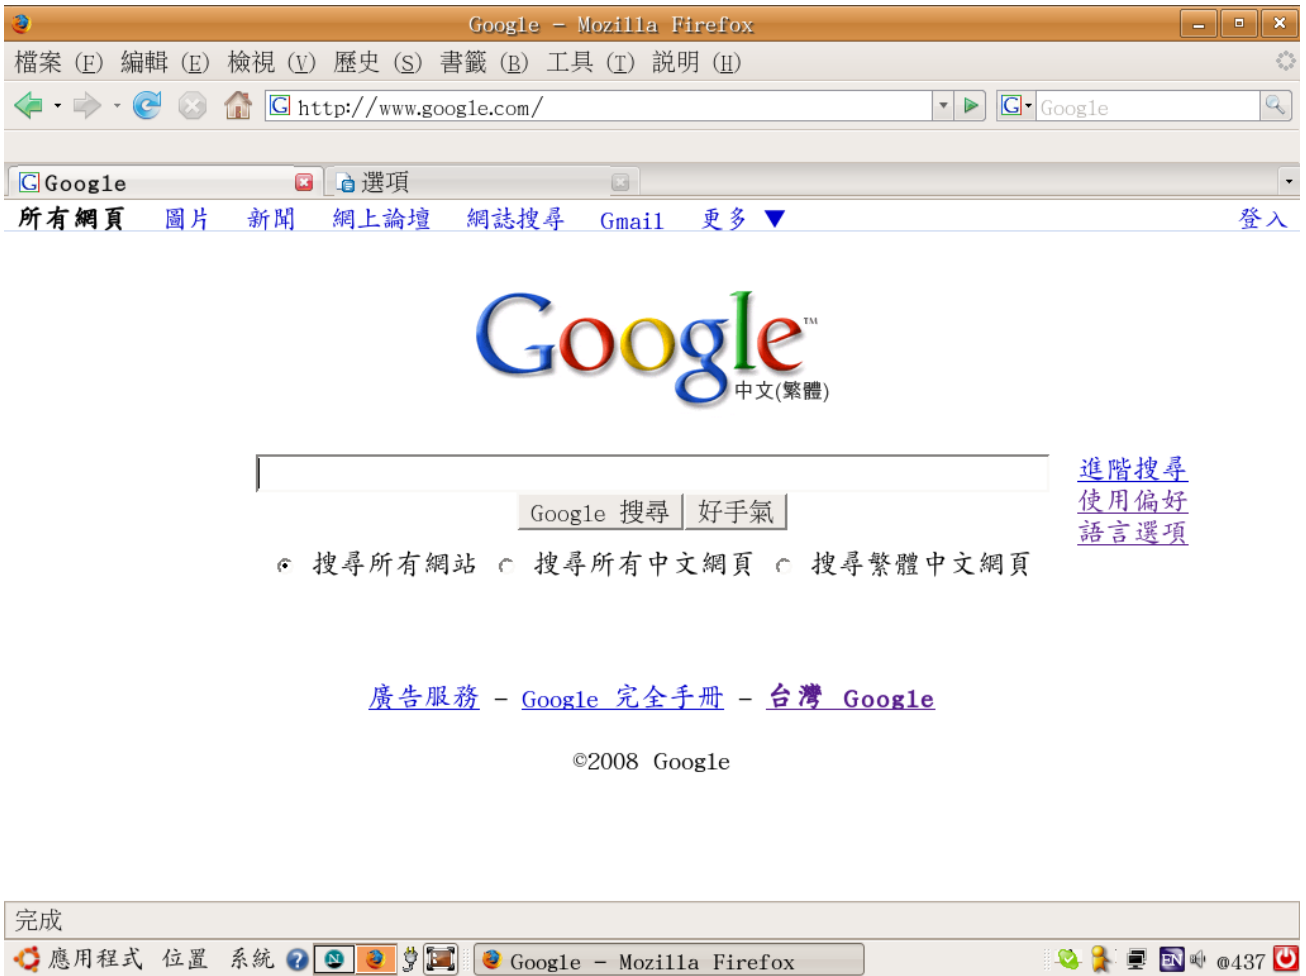 Google - Mozilla Firefox
檔案 (F) 編輯 (E) 檢視 (V) 歷史 (S) 書籤 (B) 工具 (T) 說明 (H)
G http://www.google.com/ G Google
G Google 選項
所有網頁 圖片 新聞 網上論壇 網誌搜尋 Gmail 更多 ▼ 登入
Google™
中文(繁體)
進階搜尋
Google 搜尋 好手氣 使用偏好
語言選項
搜尋所有網站 搜尋所有中文網頁 搜尋繁體中文網頁
廣告服務 - Google 完全手冊 - 台灣 Google
©2008 Google
完成
應用程式 位置 系統 Google - Mozilla Firefox EN @437